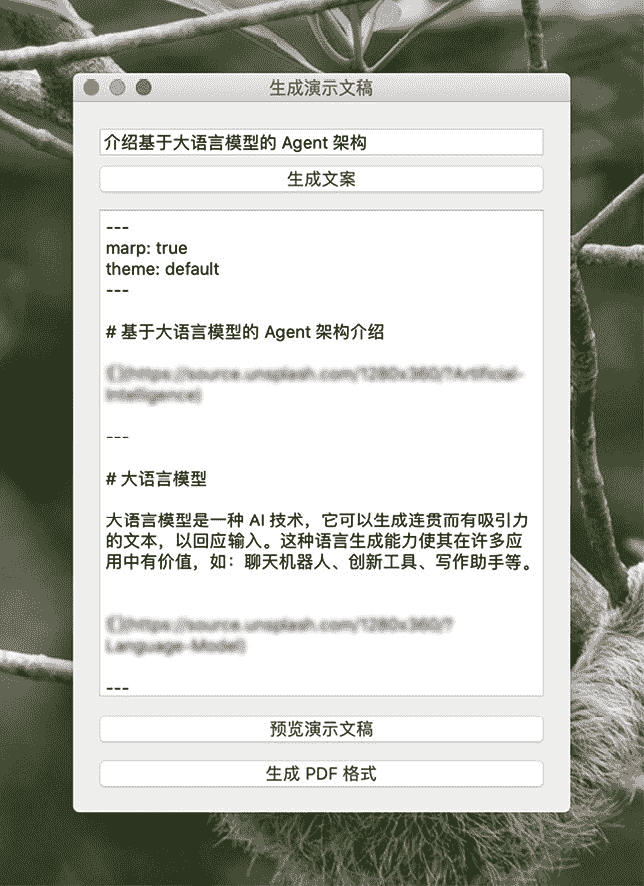 生成演示文稿
介绍基于大语言模型的 Agent 架构
生成文案
---
marp: true
theme: default
---
# 基于大语言模型的 Agent 架构介绍
---
# 大语言模型
大语言模型是一种 AI 技术，它可以生成连贯而有吸引力
的文本，以回应输入。这种语言生成能力使其在许多应
用中有价值，如：聊天机器人、创新工具、写作助手等。
---
预览演示文稿
生成 PDF 格式